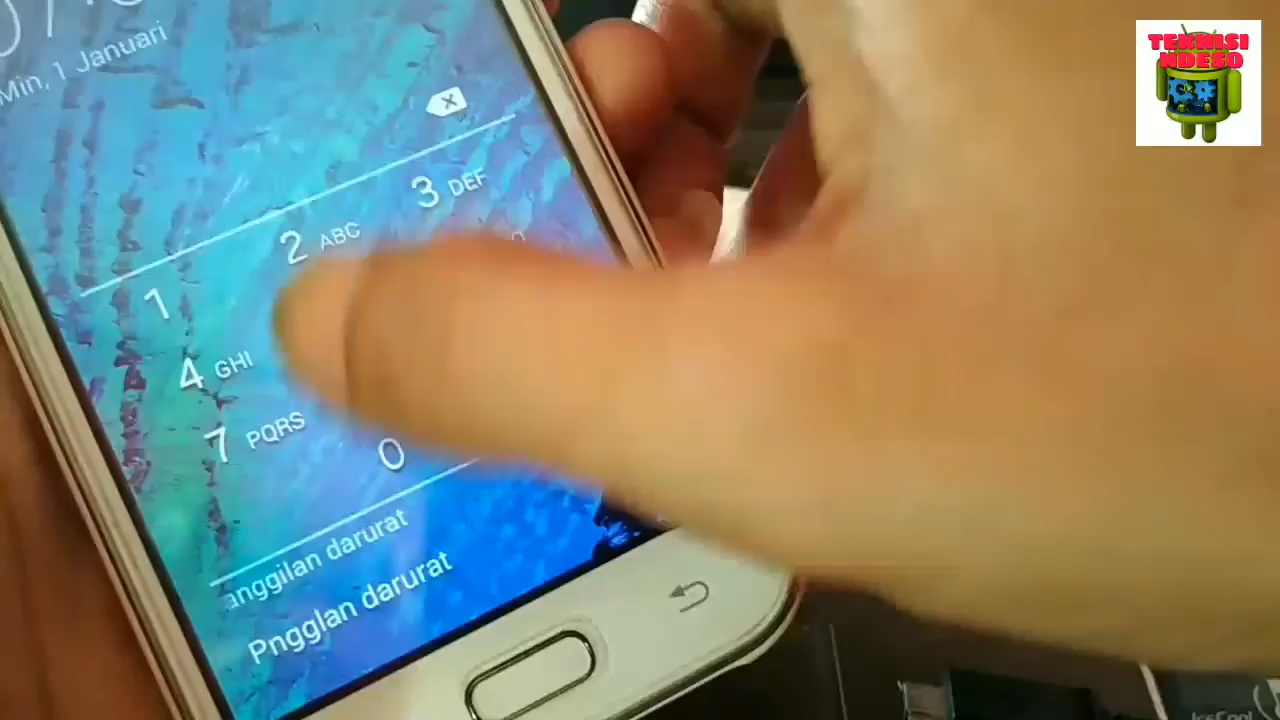 Min, 1 Januari
1
2 ABC
3 DEF
4 GHI
7 PQRS
0
anggilan darurat
Pngglan darurat
TEKNISI
NDESO
IceCool